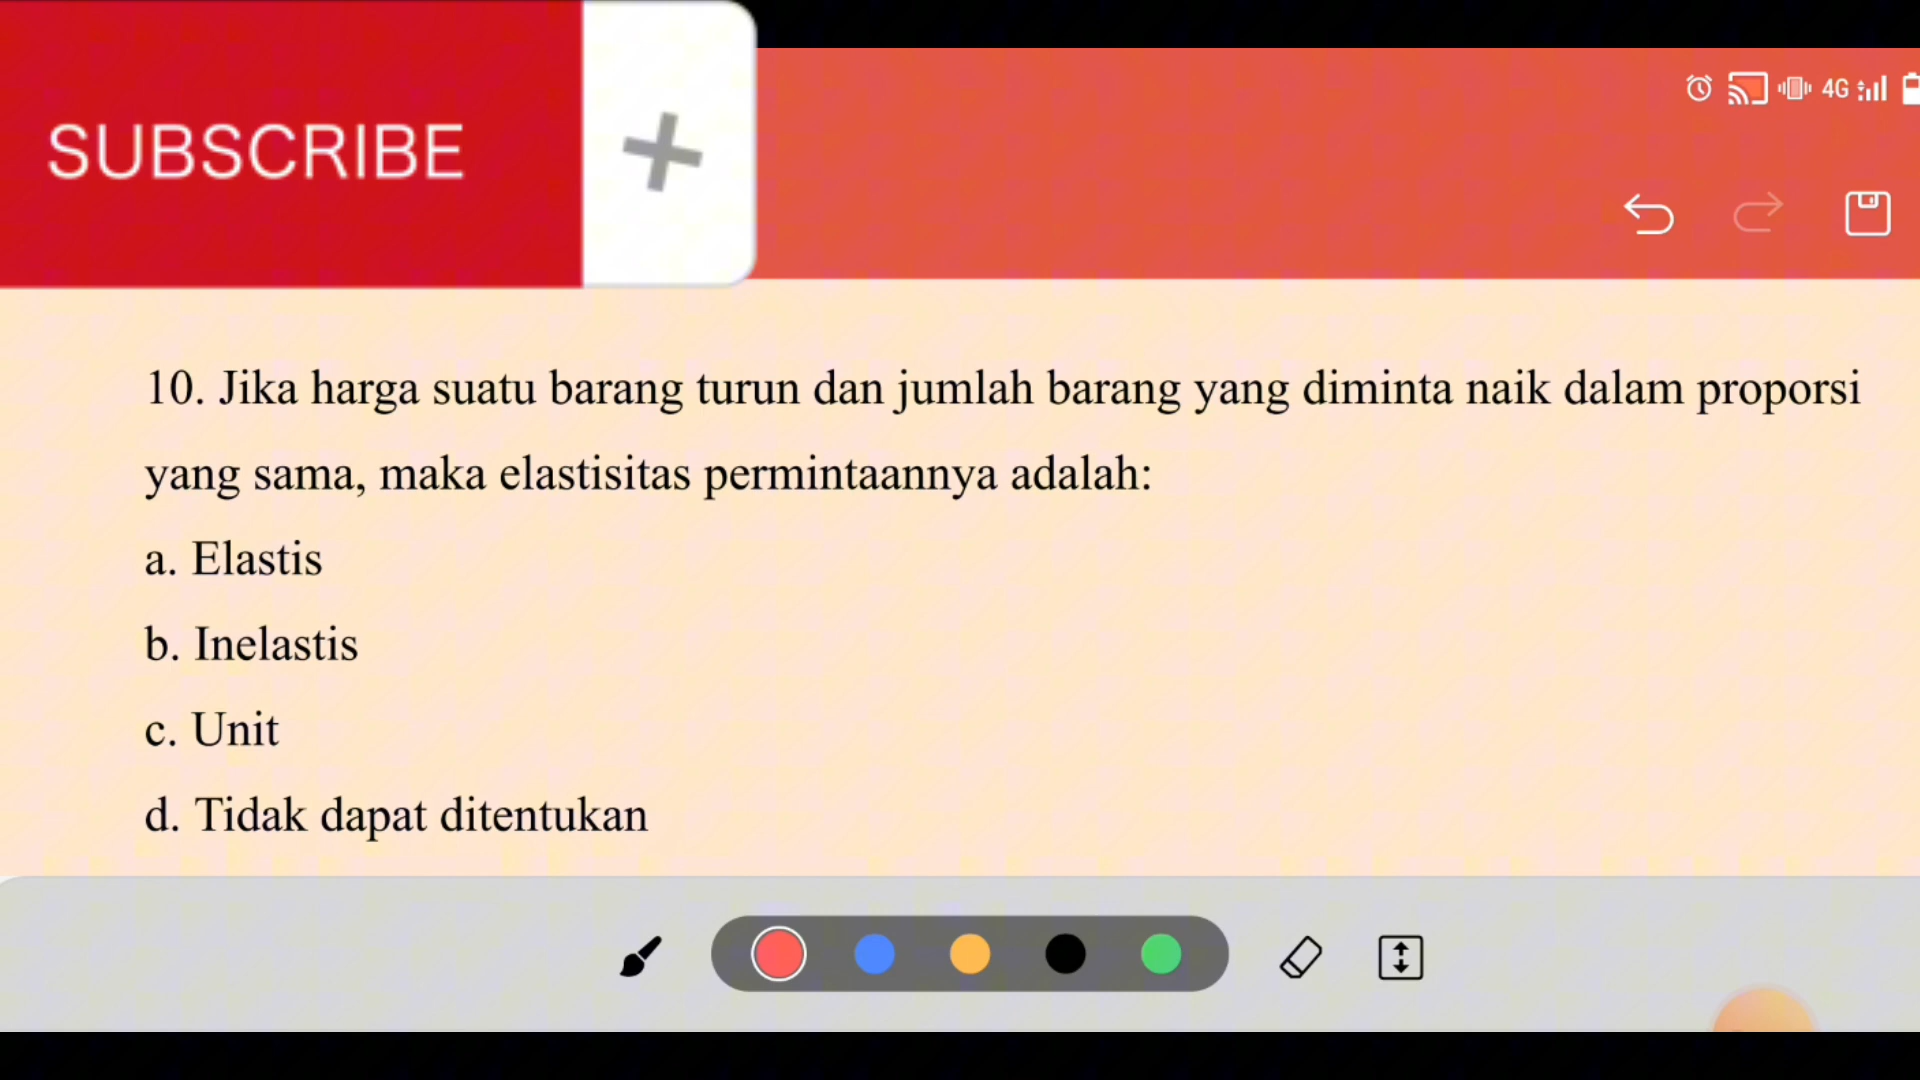 SUBSCRIBE
4G
10. Jika harga suatu barang turun dan jumlah barang yang diminta naik dalam proporsi
yang sama, maka elastisitas permintaannya adalah:
a. Elastis
b. Inelastis
c. Unit
d. Tidak dapat ditentukan